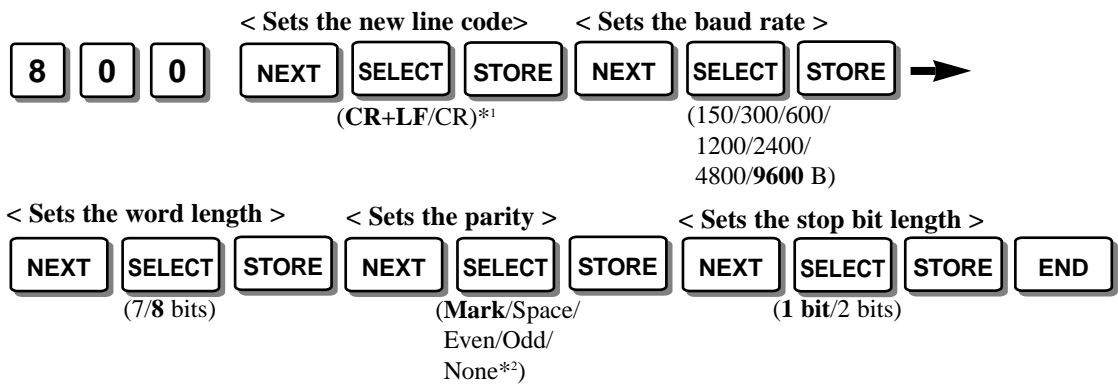 < Sets the new line code> < Sets the baud rate >
8 0 0 NEXT SELECT STORE NEXT SELECT STORE
(CR+LF/CR)*1 (150/300/600/
1200/2400/
4800/9600 B)
< Sets the word length > < Sets the parity > < Sets the stop bit length >
NEXT SELECT STORE NEXT SELECT STORE NEXT SELECT STORE END
(7/8 bits) (Mark/Space/ (1 bit/2 bits)
Even/Odd/
None*2)